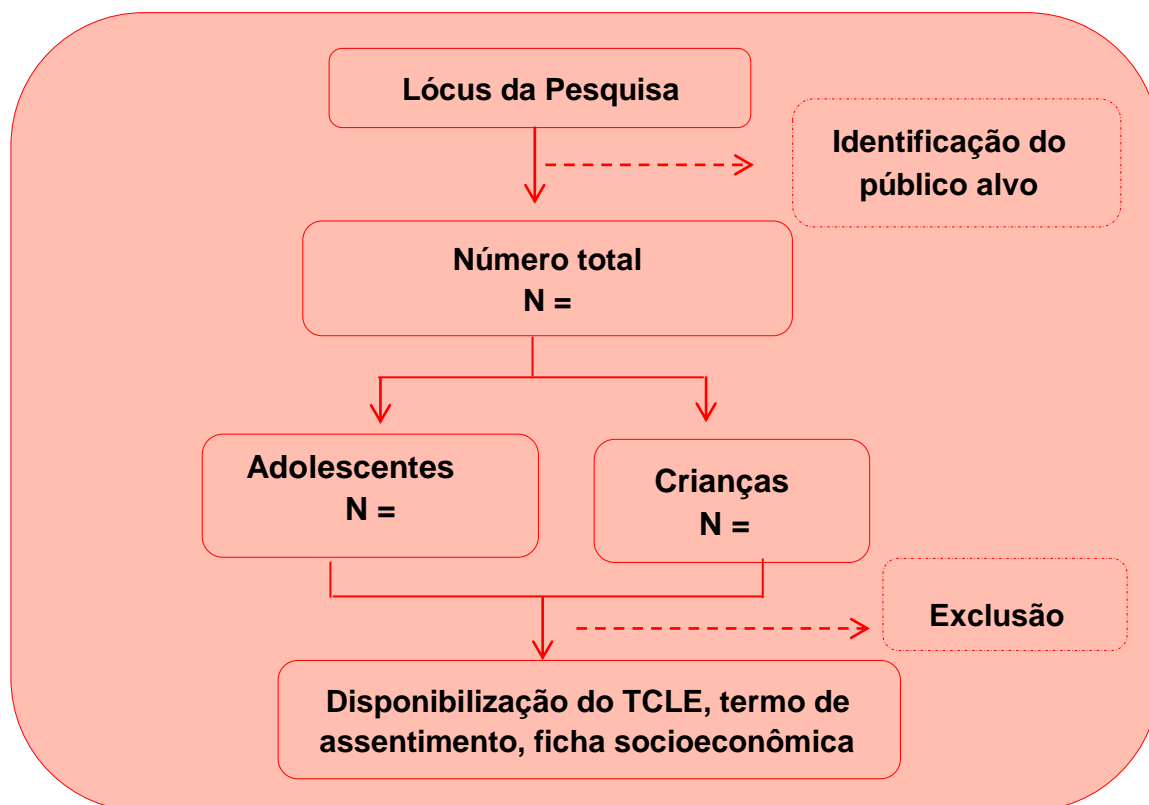 Lócus da Pesquisa
Identificação do
público alvo
Número total
N =
Adolescentes
N =
Crianças
N =
Exclusão
Disponibilização do TCLE, termo de
assentimento, ficha socioeconômica